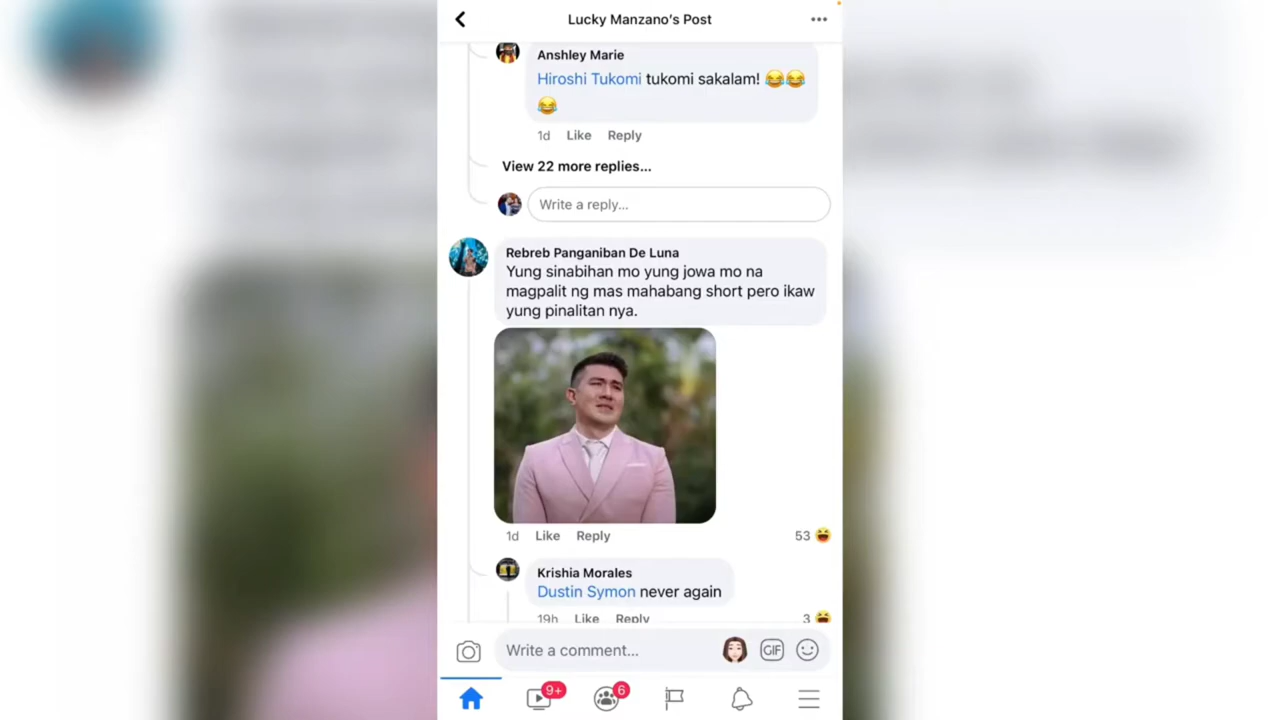 Lucky Manzano's Post
Anshley Marie
Hiroshi Tukomi tukomi sakalam! 😂😂
😂
1d Like Reply
View 22 more replies...
Write a reply...
Rebreb Panganiban De Luna
Yung sinabihan mo yung jowa mo na
magpalit ng mas mahabang short pero ikaw
yung pinalitan nya.
1d Like Reply 53
Krishia Morales
Dustin Symon never again
19h Like Reply 3
Write a comment... GIF
9+ 6